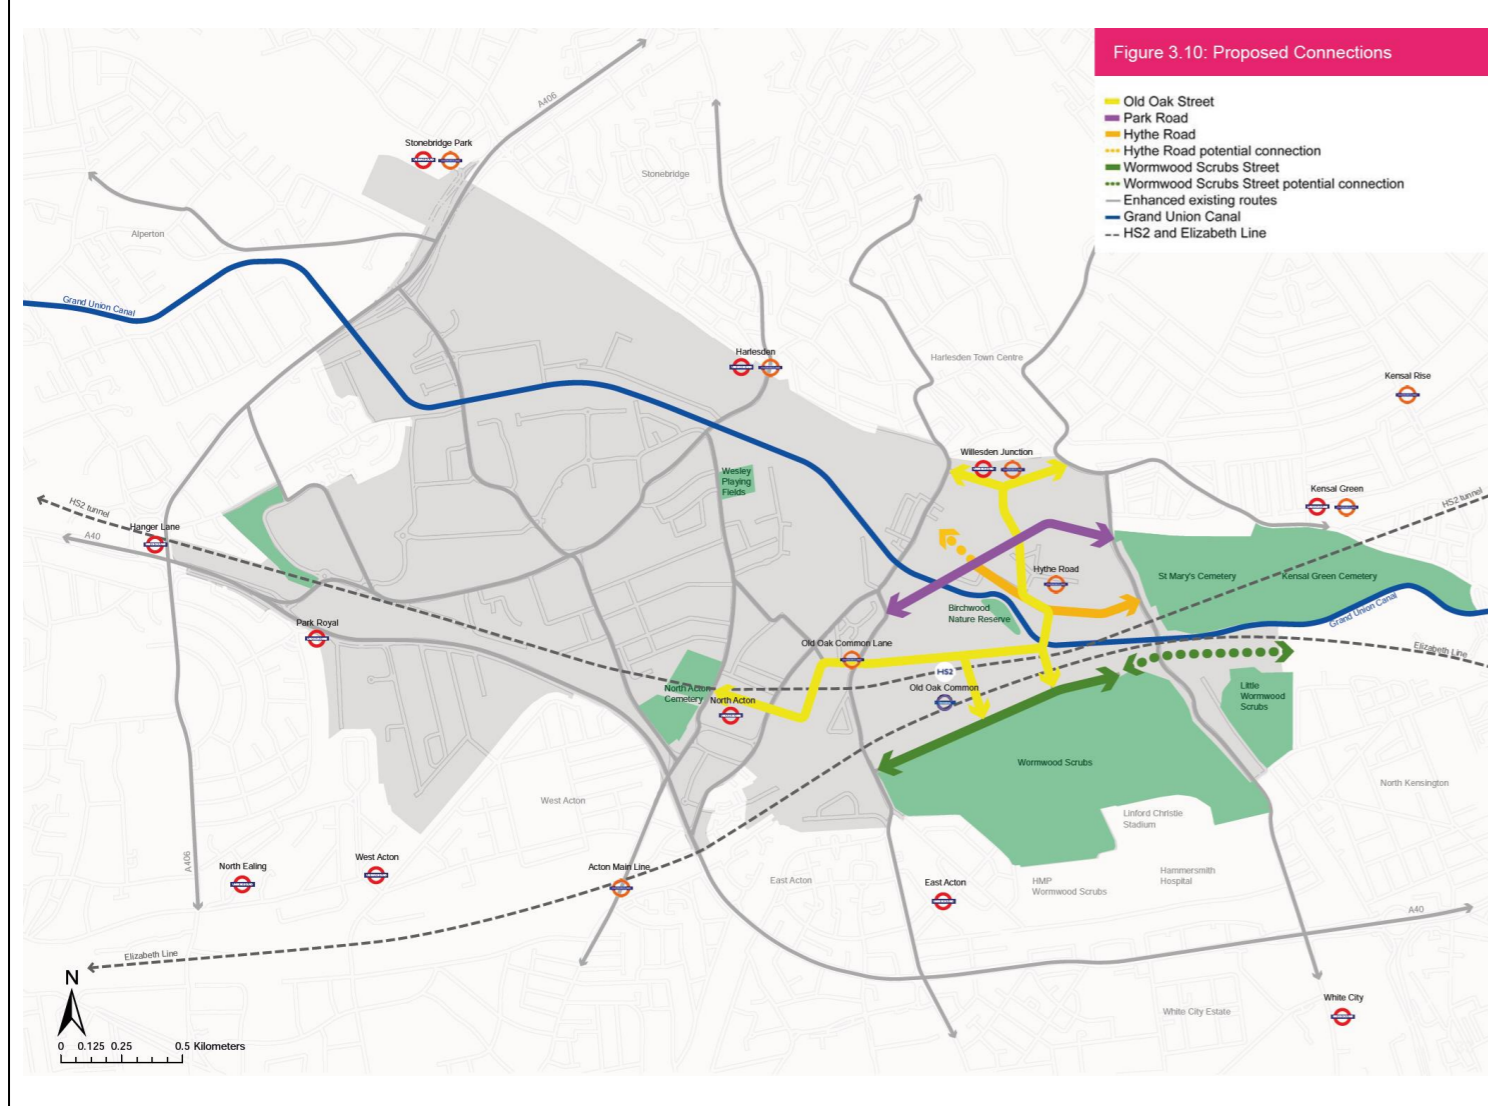 Figure 3.10: Proposed Connections
Old Oak Street
Park Road
Hythe Road
Hythe Road potential connection
Wormwood Scrubs Street
Wormwood Scrubs Street potential connection
Enhanced existing routes
Grand Union Canal
HS2 and Elizabeth Line
A406
Stonebridge Park
Stonebridge
Alperton
Grand Union Canal
Harlesden
Harlesden Town Centre
Kensal Rise
Willesden Junction
Wesley
Playing
Fields
Kensal Green
HS2 tunnel
HS2 tunnel
Hanger Lane
A40
Hythe Road
St Mary's Cemetery
Kensal Green Cemetery
Birchwood
Nature Reserve
Grand Union Canal
Park Royal
Old Oak Common Lane
Elizabeth Line
HS2
Old Oak Common
North Acton
Cemetery
North Acton
Little
Wormwood
Scrubs
Wormwood Scrubs
North Kensington
West Acton
Linford Christie
Stadium
A406
North Ealing
West Acton
Acton Main Line
East Acton
East Acton
HMP
Wormwood Scrubs
Hammersmith
Hospital
A40
Elizabeth Line
N
White City
White City Estate
0 0.125 0.25 0.5 Kilometers